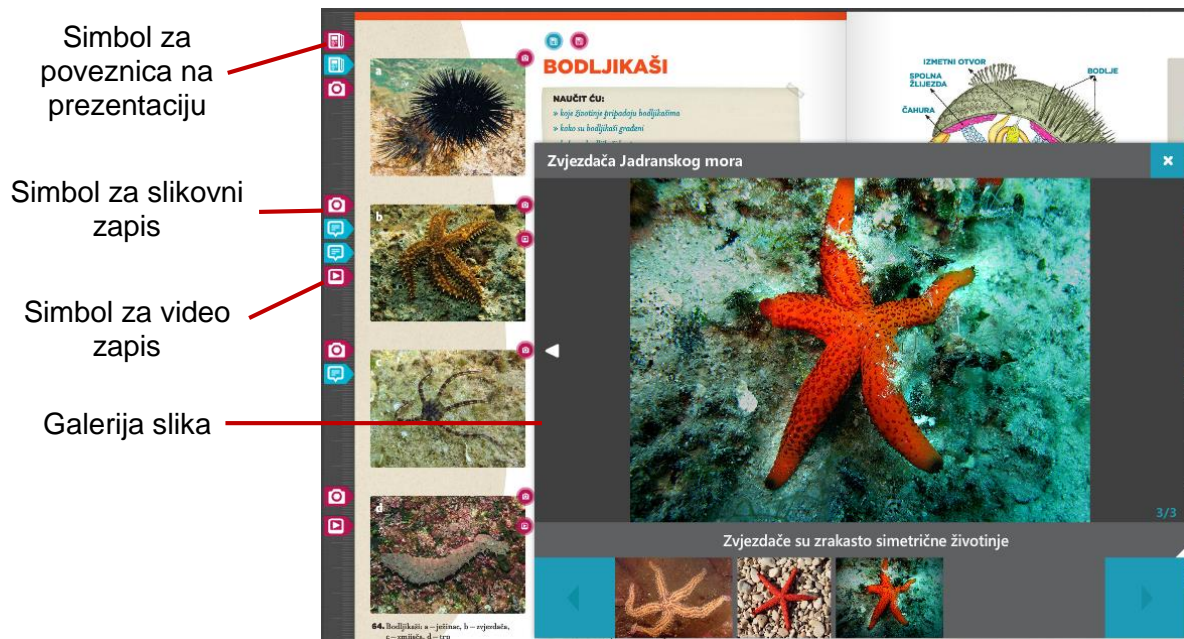 Simbol za
poveznica na
prezentaciju
Simbol za slikovni
zapis
Simbol za video
zapis
Galerija slika
a
b
d
64. Bodljikaši: a – ježinac, b – zvjezdača,
c – zmijača, d – trp
BODLJIKAŠI
NAUČIT ĆU:
» koje životinje pripadaju bodljikašima
» kako su bodljikaši građeni
IZMETNI OTVOR
SPOLNA
ŽLIJEZDA
BODLJE
ČAHURA
Zvjezdača Jadranskog mora
3/3
Zvjezdače su zrakasto simetrične životinje